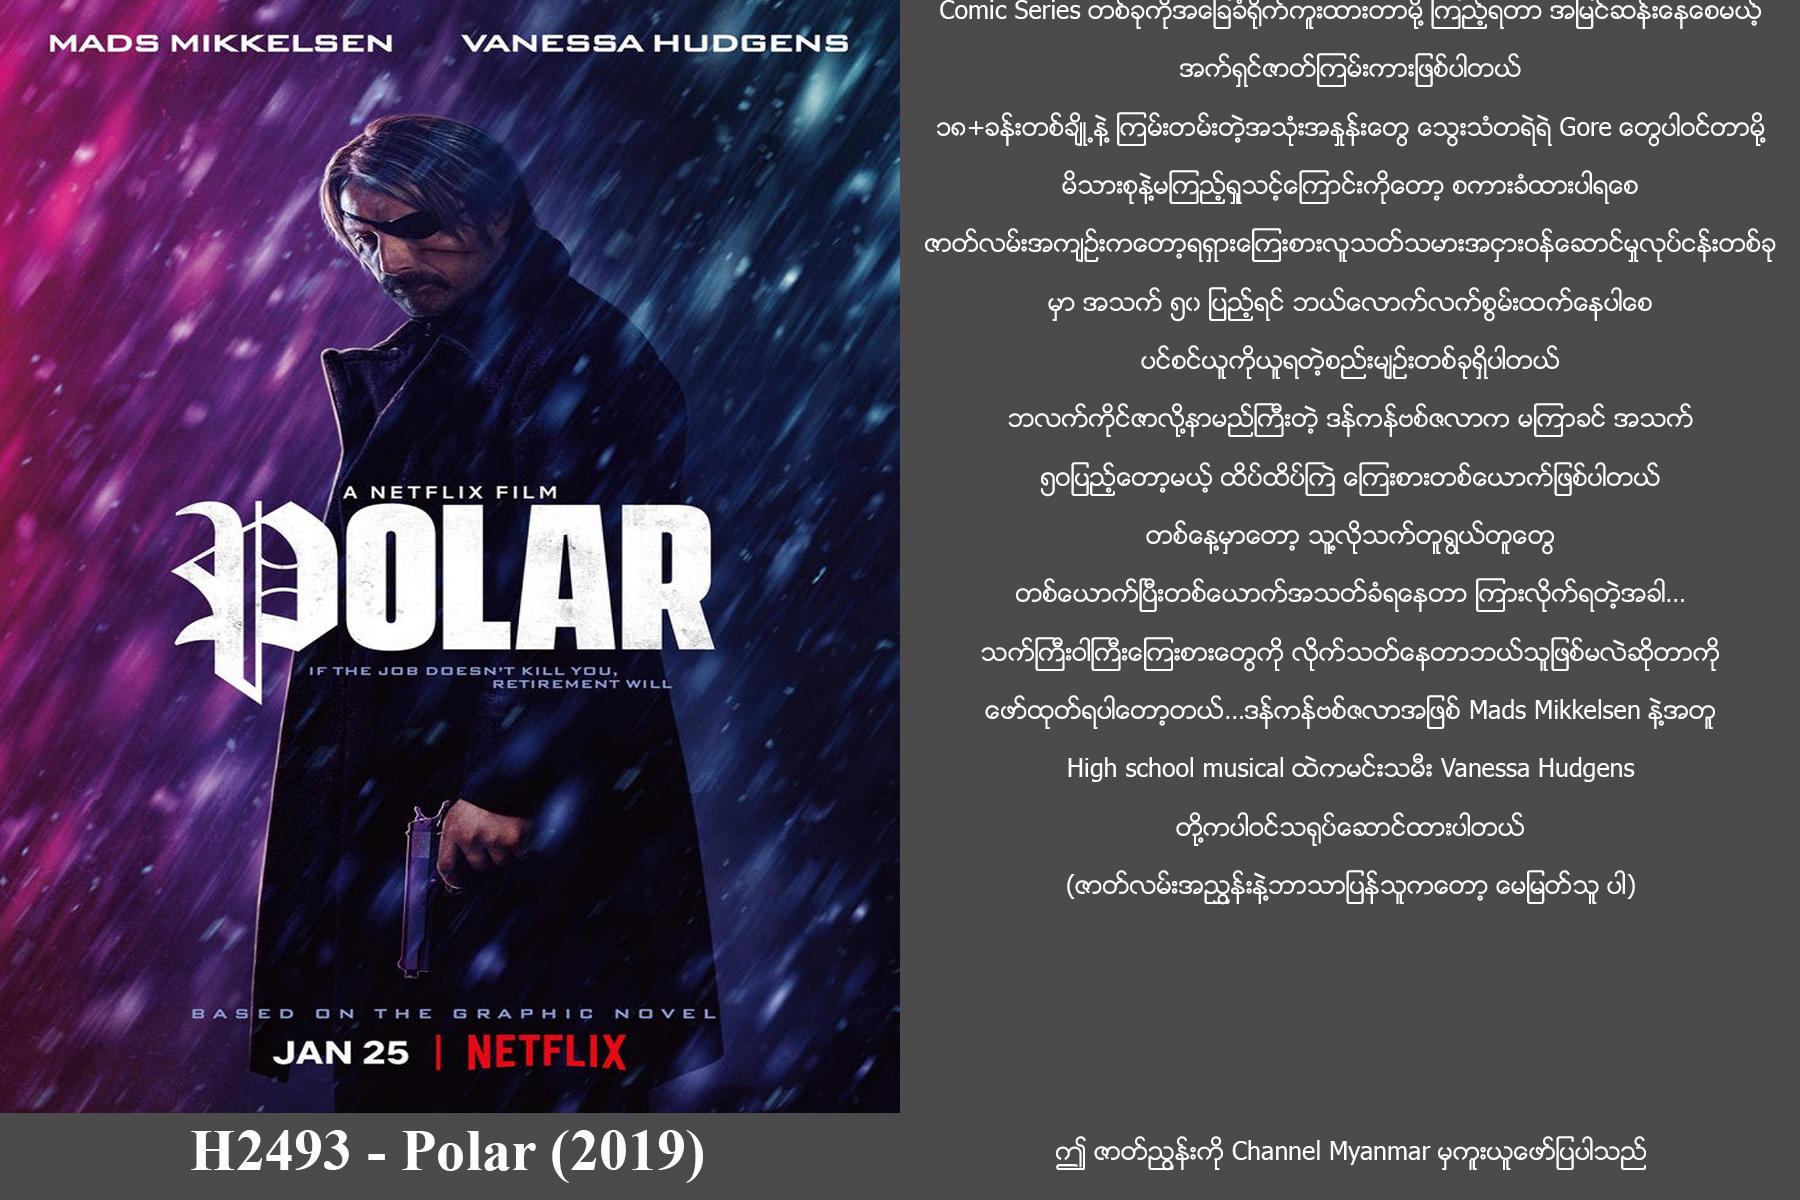 MADS MIKKELSEN VANESSA HUDGENS
A NETFLIX FILM
POLAR
IF THE JOB DOESN'T KILL YOU,
RETIREMENT WILL
BASED ON THE GRAPHIC NOVEL
JAN 25 | NETFLIX
H2493 - Polar (2019)
Comic Series တစ်ခုကိုအခြေခံရိုက်ကူးထားတာမို့ ကြည့်ရတာ အမြင်ဆန်းနေစေမယ့်
အက်ရှင်ဇာတ်ကြမ်းကားဖြစ်ပါတယ်
၁၈+ခန်းတစ်ချို့နဲ့ ကြမ်းတမ်းတဲ့အသုံးအနှုန်းတွေ သွေးသံတရဲရဲ Gore တွေပါဝင်တာမို့
မိသားစုနဲ့မကြည့်ရှုသင့်ကြောင်းကိုတော့ စကားခံထားပါရစေ
ဇာတ်လမ်းအကျဉ်းကတော့ရရှားကြေးစားလူသတ်သမားအငှားဝန်ဆောင်မှုလုပ်ငန်းတစ်ခု
မှာ အသက် ၅၀ ပြည့်ရင် ဘယ်လောက်လက်စွမ်းထက်နေပါစေ
ပင်စင်ယူကိုယူရတဲ့စည်းမျဉ်းတစ်ခုရှိပါတယ်
ဘလက်ကိုင်ဇာလို့နာမည်ကြီးတဲ့ ဒန်ကန်ဗစ်ဇလာက မကြာခင် အသက်
၅ဝပြည့်တော့မယ့် ထိပ်ထိပ်ကြဲ ကြေးစားတစ်ယောက်ဖြစ်ပါတယ်
တစ်နေ့မှာတော့ သူ့လိုသက်တူရွယ်တူတွေ
တစ်ယောက်ပြီးတစ်ယောက်အသတ်ခံရနေတာ ကြားလိုက်ရတဲ့အခါ...
သက်ကြီးဝါကြီးကြေးစားတွေကို လိုက်သတ်နေတာဘယ်သူဖြစ်မလဲဆိုတာကို
ဖော်ထုတ်ရပါတော့တယ်...ဒန်ကန်ဗစ်ဇလာအဖြစ် Mads Mikkelsen နဲ့အတူ
High school musical ထဲကမင်းသမီး Vanessa Hudgens
တို့ကပါဝင်သရုပ်ဆောင်ထားပါတယ်
(ဇာတ်လမ်းအညွှန်းနဲ့ဘာသာပြန်သူကတော့ မေမြတ်သူ ပါ)
ဤ ဇာတ်ညွှန်းကို Channel Myanmar မှကူးယူဖော်ပြပါသည်